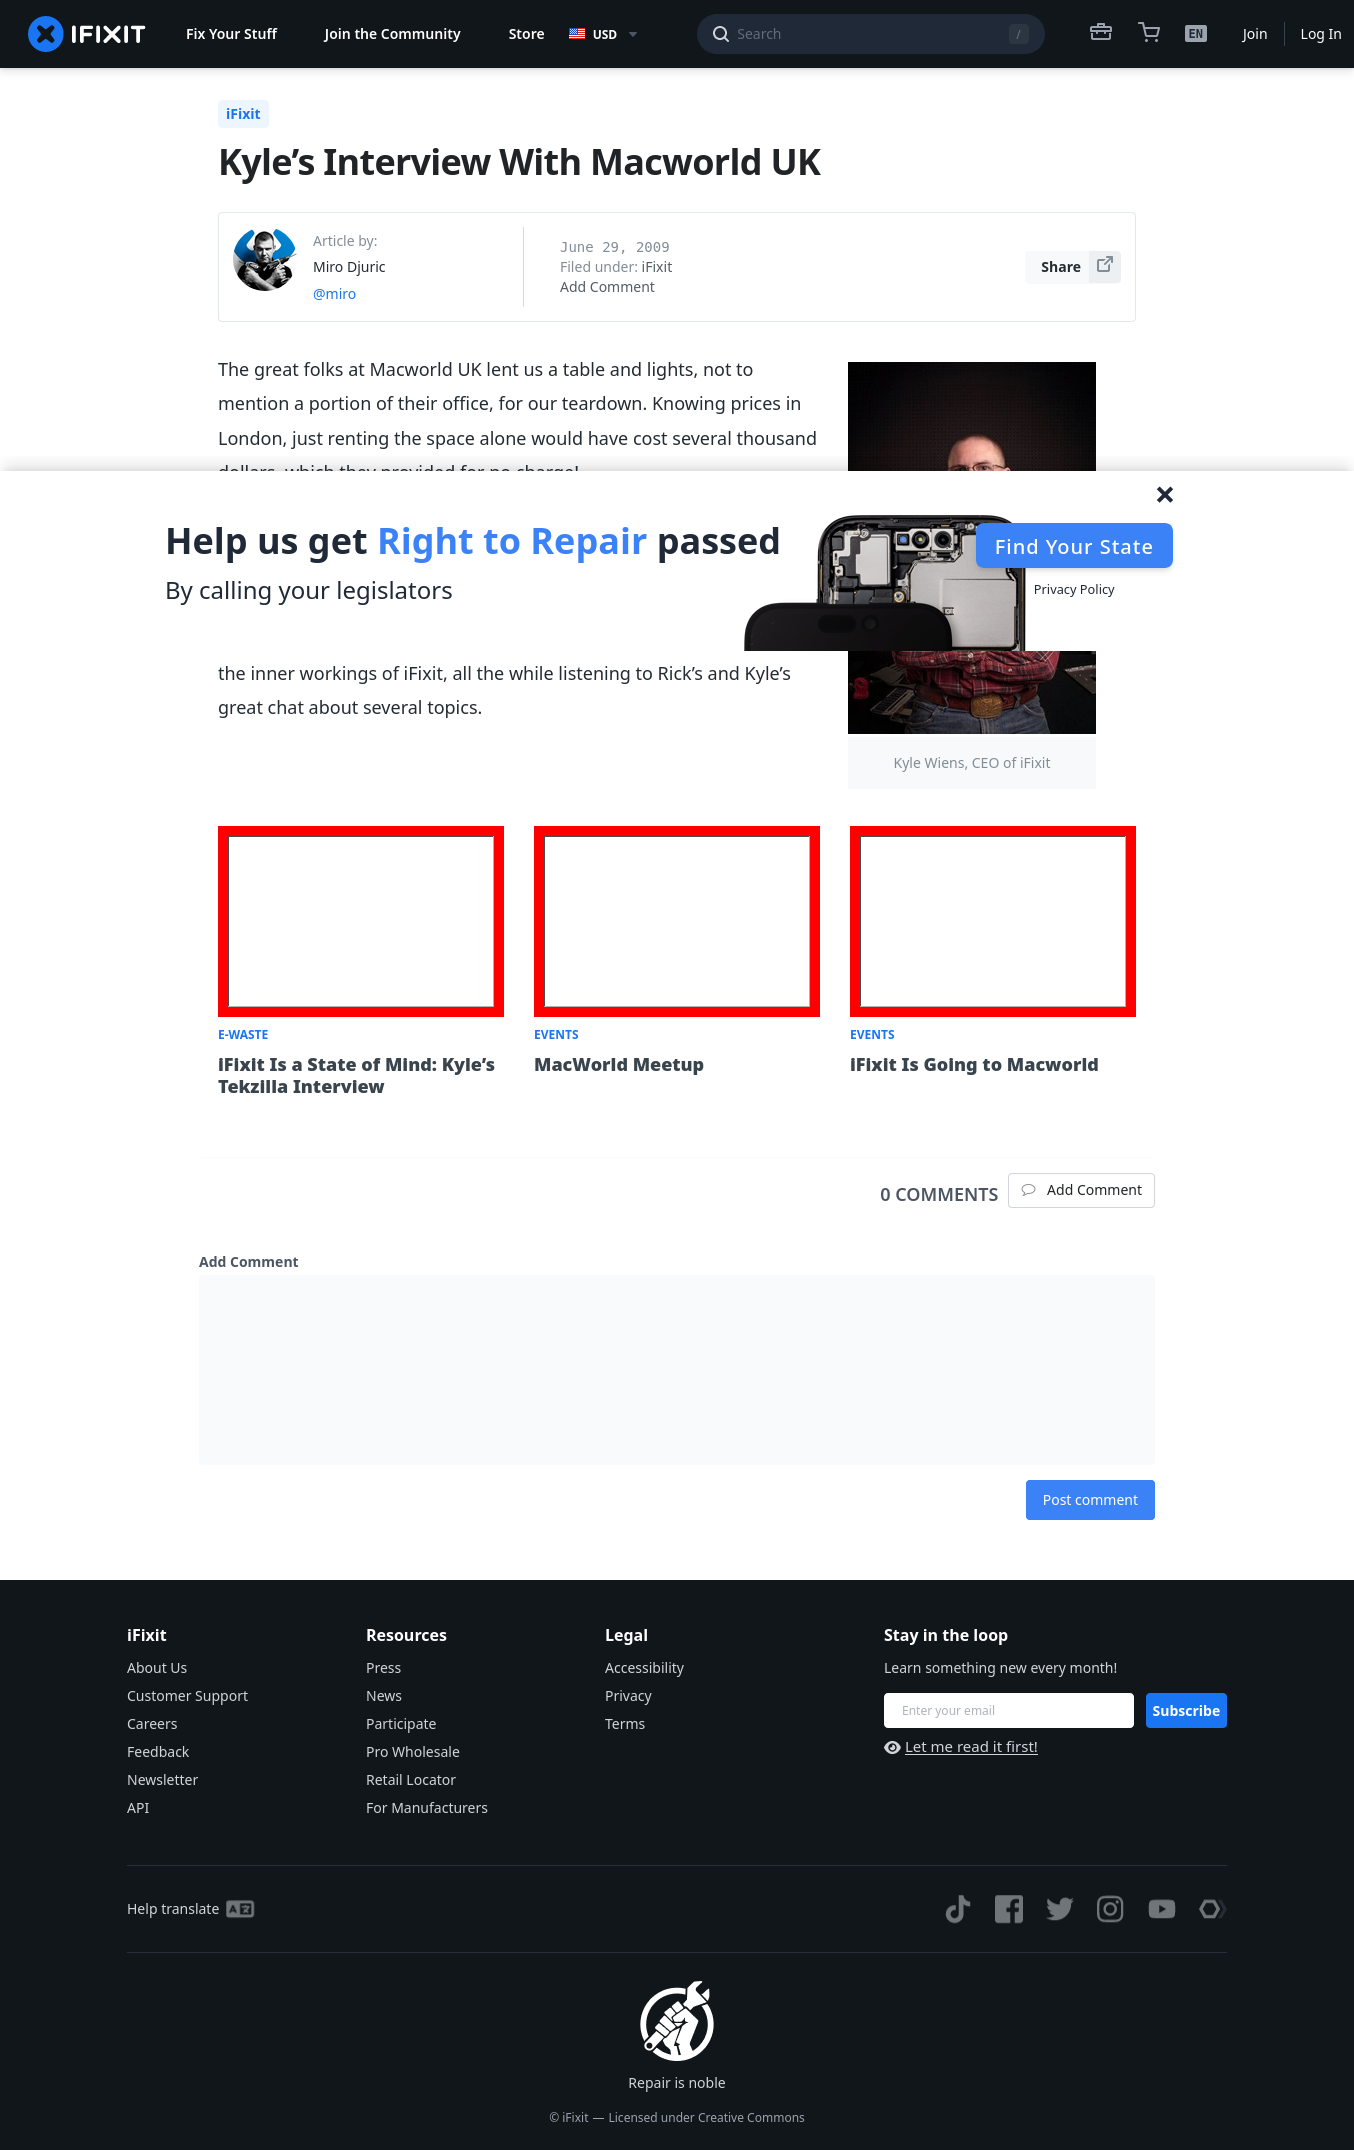 IFIXIT
Fix Your Stuff
Join the Community
Store
USD
Search
/
EN
Join
Log In
iFixit
Kyle’s Interview With Macworld UK
Article by:
Miro Djuric
@miro
June 29, 2009
Filed under: iFixit
Add Comment
Share
The great folks at Macworld UK lent us a table and lights, not to
mention a portion of their office, for our teardown. Knowing prices in
London, just renting the space alone would have cost several thousand
dollars, which they provided for no charge!
Help us get Right to Repair passed
By calling your legislators
Find Your State
Privacy Policy
the inner workings of iFixit, all the while listening to Rick’s and Kyle’s
great chat about several topics.
Kyle Wiens, CEO of iFixit
E-WASTE
iFixit Is a State of Mind: Kyle’s
Tekzilla Interview
EVENTS
MacWorld Meetup
EVENTS
iFixit Is Going to Macworld
0 COMMENTS
Add Comment
Add Comment
Post comment
iFixit
About Us
Customer Support
Careers
Feedback
Newsletter
API
Resources
Press
News
Participate
Pro Wholesale
Retail Locator
For Manufacturers
Legal
Accessibility
Privacy
Terms
Stay in the loop
Learn something new every month!
Enter your email
Subscribe
Let me read it first!
Help translate
Repair is noble
© iFixit — Licensed under Creative Commons